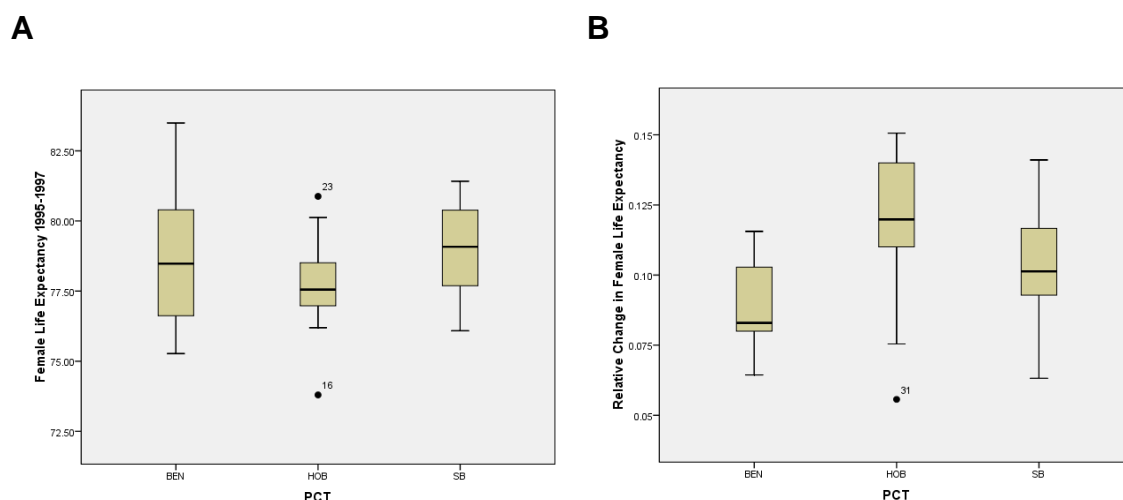 A
Female Life Expectancy 1995-1997
82.50
80.00
77.50
75.00
72.50
23
16
BEN
HOB
SB
PCT
B
Relative Change in Female Life Expectancy
0.15
0.125
0.10
0.075
0.05
31
BEN
HOB
SB
PCT